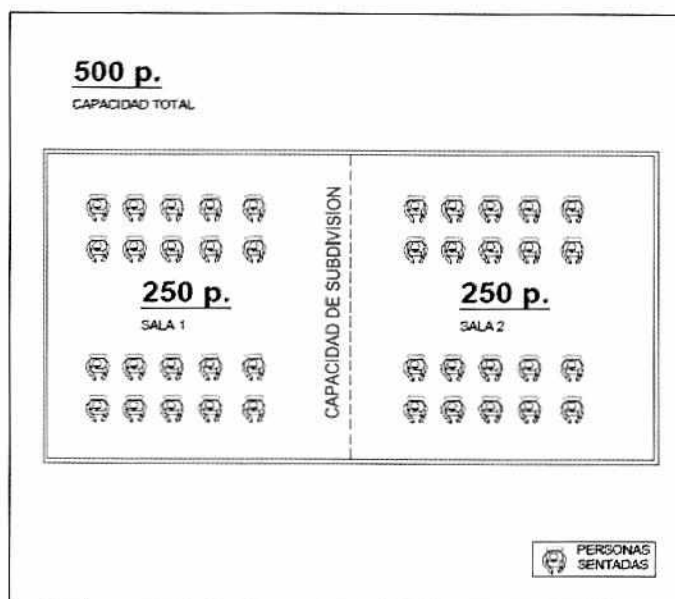 500 p.
CAPACIDAD TOTAL
250 p.
SALA 1
CAPACIDAD DE SUBDIVISION
250 p.
SALA 2
PERSONAS
SENTADAS